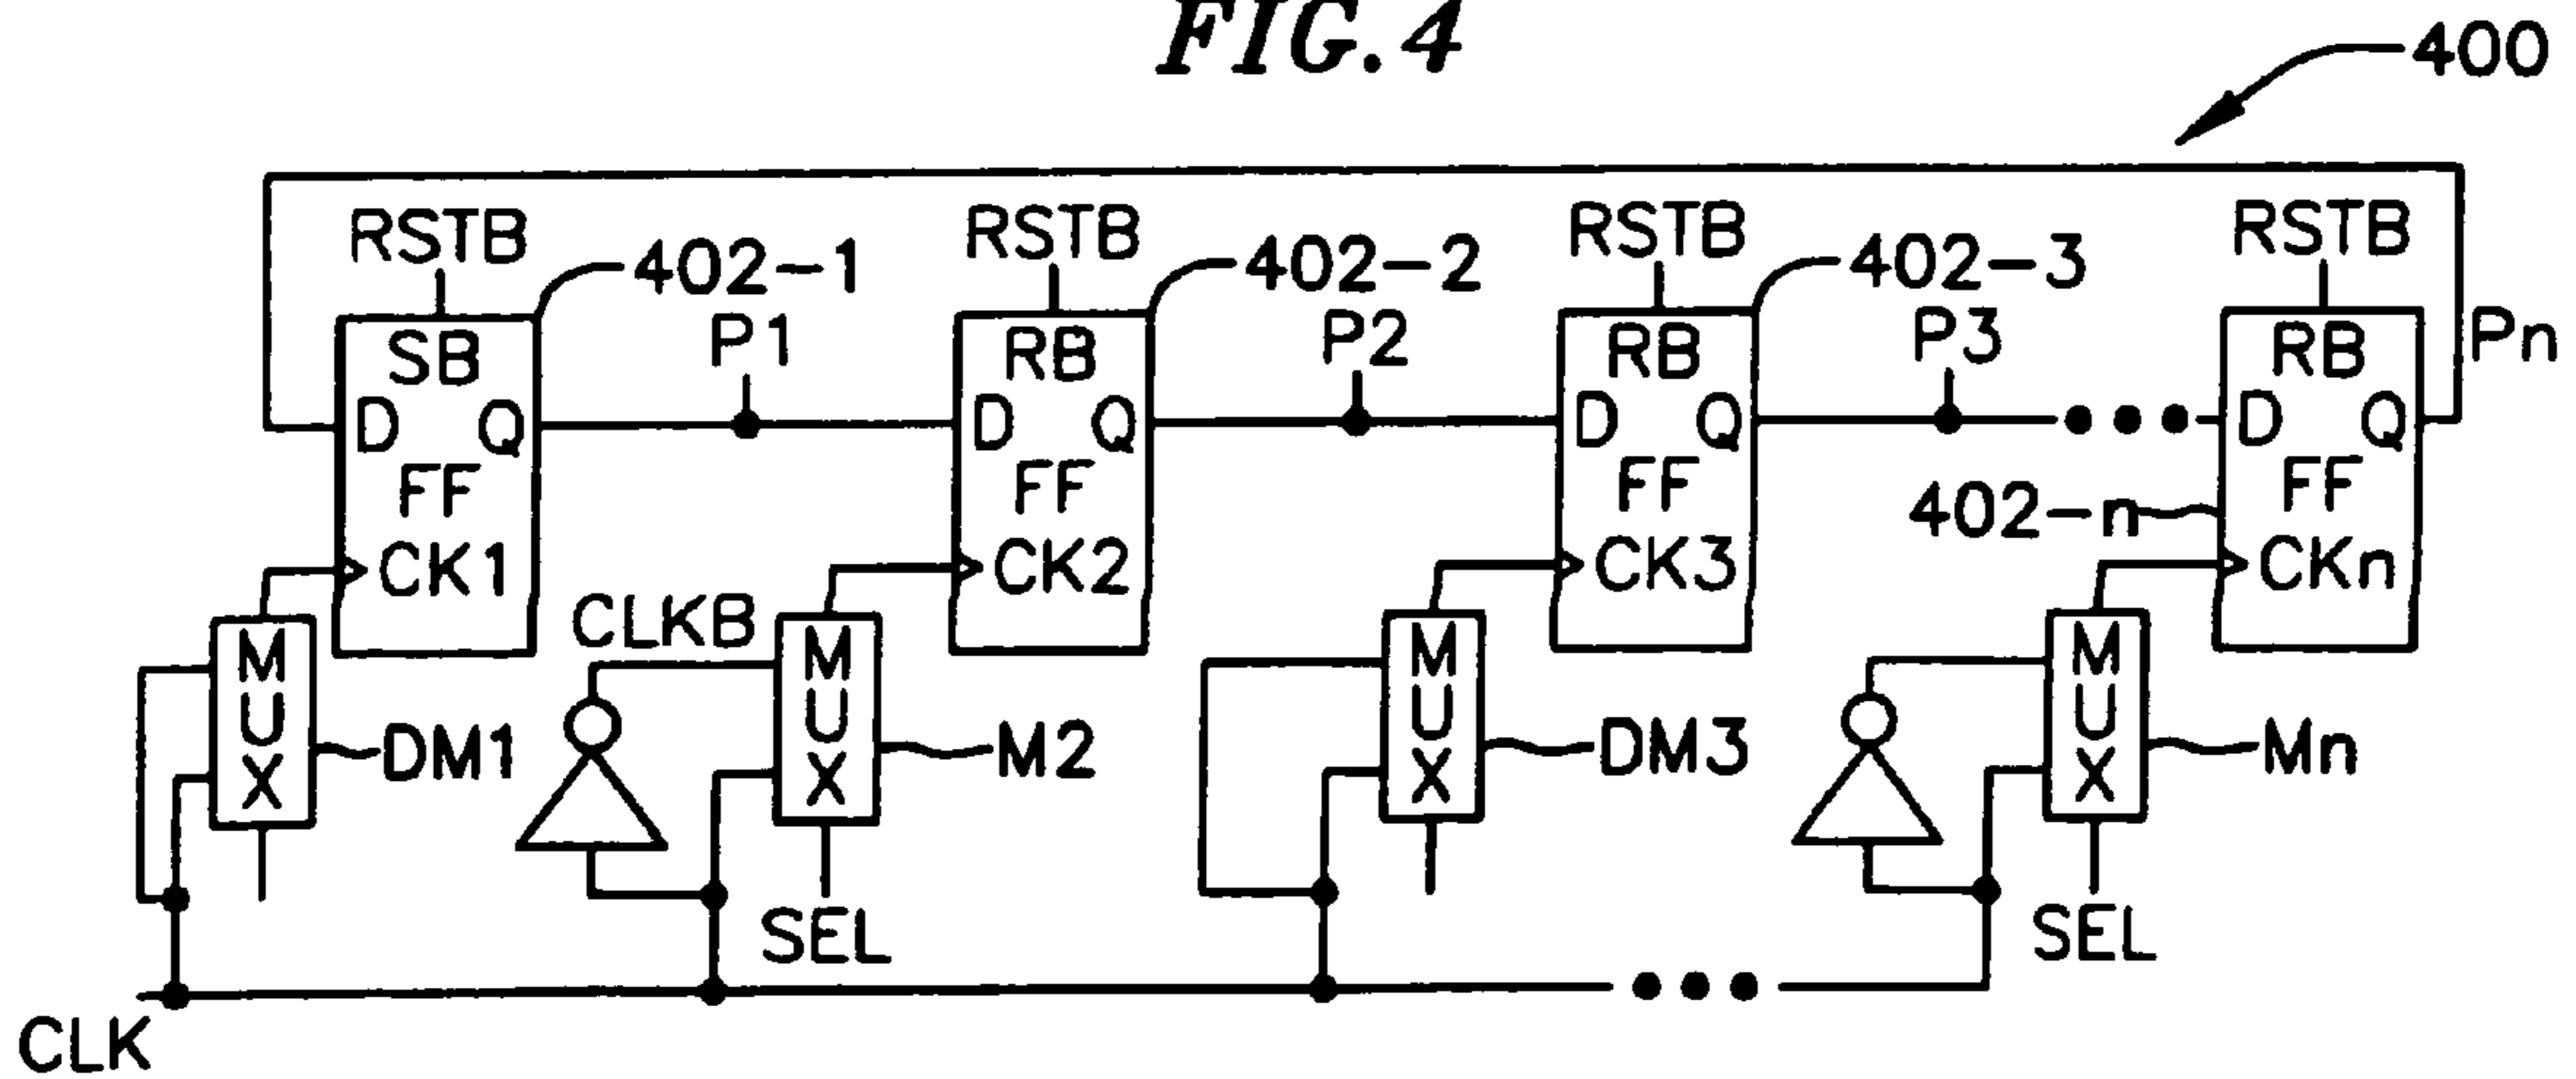 FIG.4
400
RSTB
402-1
P1
SB
D
Q
FF
CK1
RSTB
402-2
P2
RB
D
Q
FF
CK2
RSTB
402-3
P3
RB
D
Q
FF
CK3
RSTB
Pn
RB
D
Q
FF
402-n
CKn
MUX
DM1
CLKB
MUX
M2
SEL
MUX
DM3
MUX
Mn
SEL
CLK